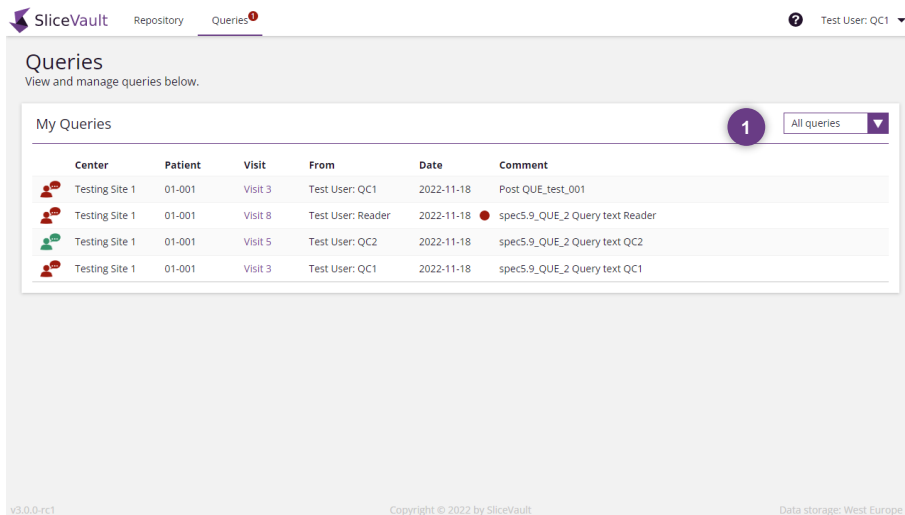 SliceVault Repository Queries 1 ? Test User: QC1
Queries
View and manage queries below.
My Queries 1 All queries
Center Patient Visit From Date Comment
Testing Site 1 01-001 Visit 3 Test User: QC1 2022-11-18 Post QUE_test_001
Testing Site 1 01-001 Visit 8 Test User: Reader 2022-11-18 spec5.9_QUE_2 Query text Reader
Testing Site 1 01-001 Visit 5 Test User: QC2 2022-11-18 spec5.9_QUE_2 Query text QC2
Testing Site 1 01-001 Visit 3 Test User: QC1 2022-11-18 spec5.9_QUE_2 Query text QC1
v3.0.0-rc1 Copyright © 2022 by SliceVault Data storage: West Europe